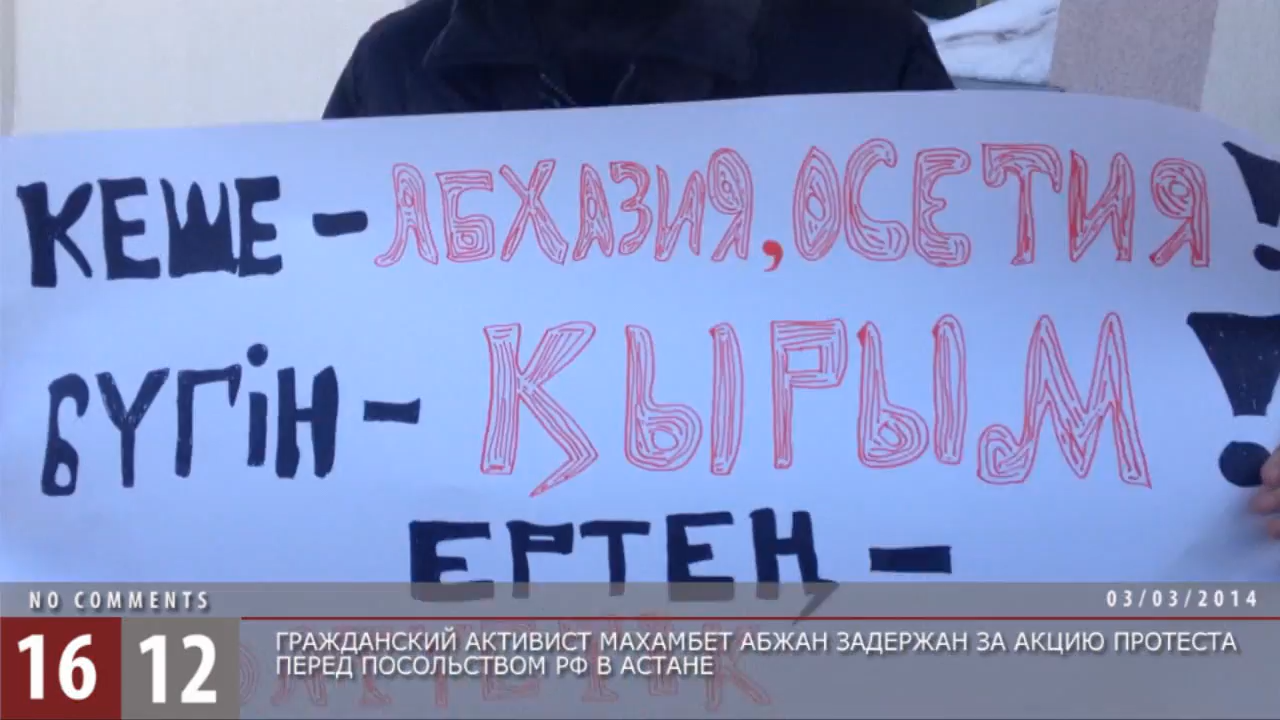 КЕШЕ – АБХАЗИЯ, ОСЕТИЯ!
БҮГІН – ҚЫРЫМ!
ЕРТЕҢ –
NO COMMENTS
03/03/2014
16 12
ГРАЖДАНСКИЙ АКТИВИСТ МАХАМБЕТ АБЖАН ЗАДЕРЖАН ЗА АКЦИЮ ПРОТЕСТА
ПЕРЕД ПОСОЛЬСТВОМ РФ В АСТАНЕ